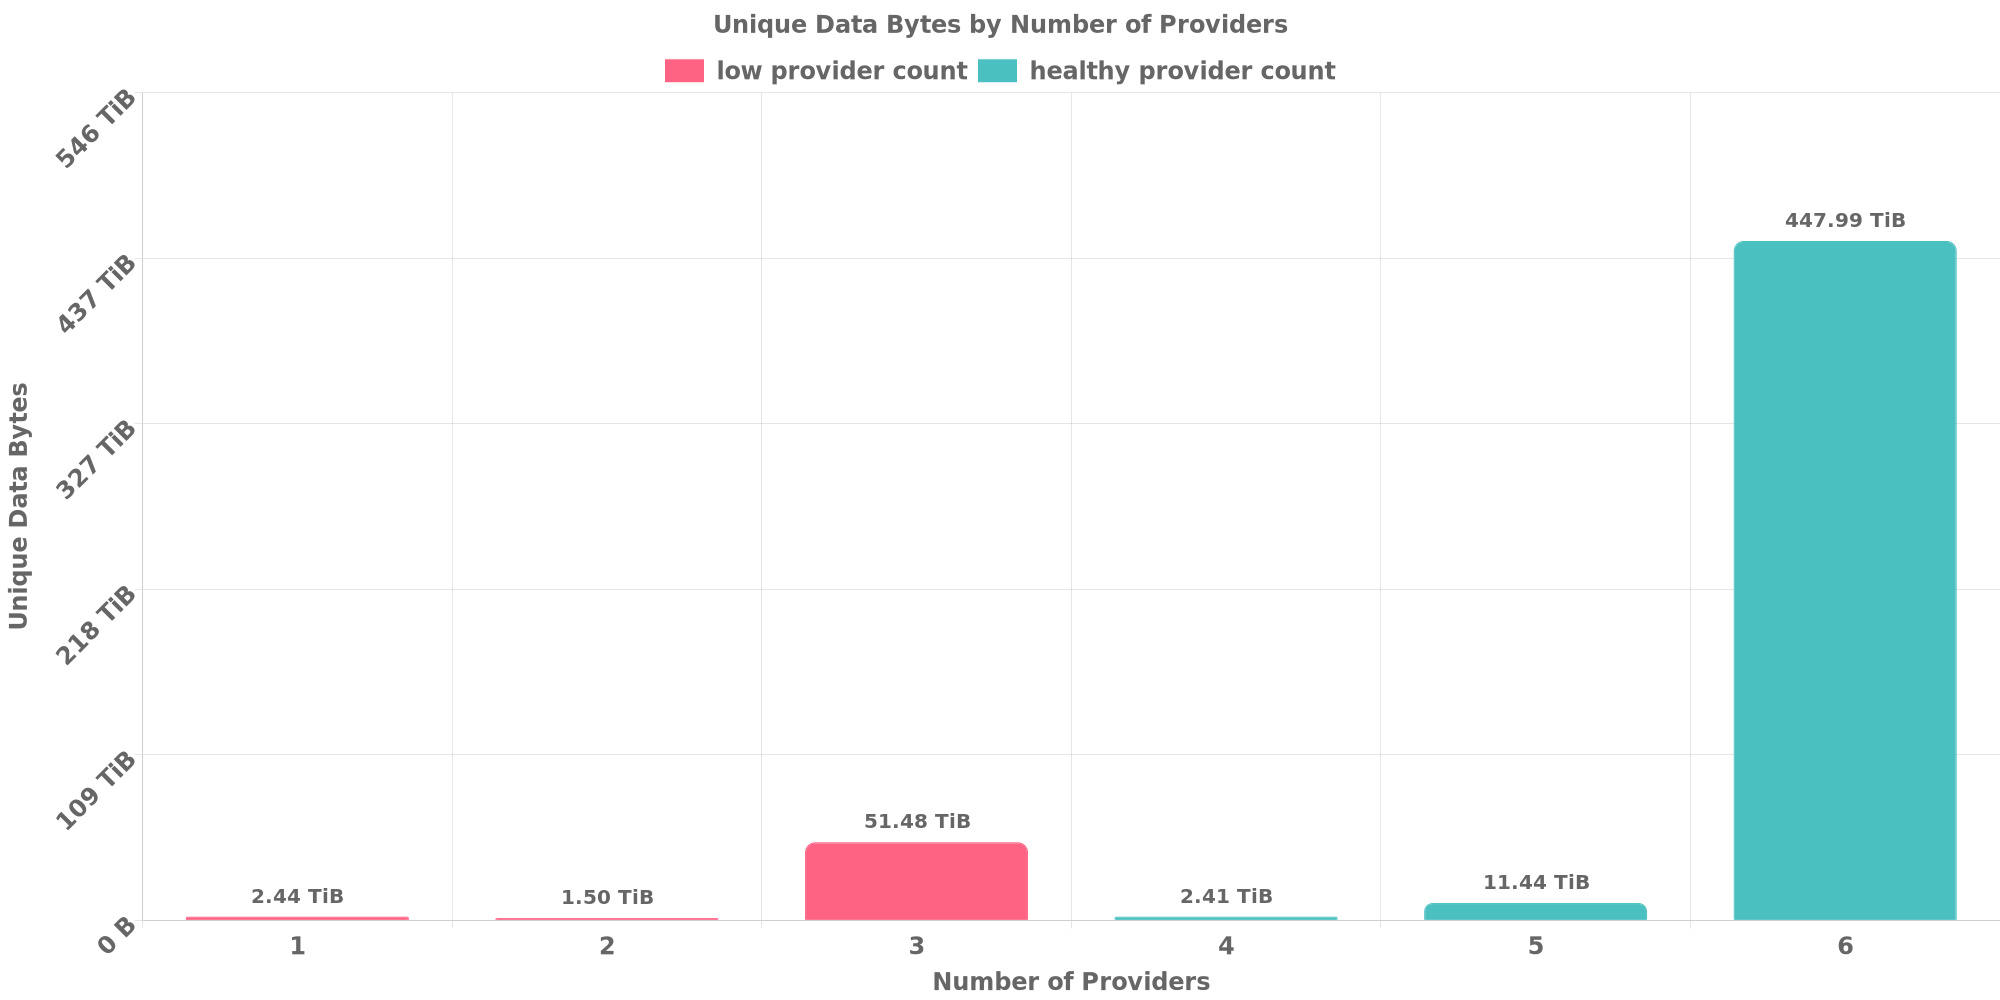 Unique Data Bytes by Number of Providers
low provider count
healthy provider count
546 TiB
437 TiB
327 TiB
218 TiB
109 TiB
0 B
Unique Data Bytes
2.44 TiB
1.50 TiB
51.48 TiB
2.41 TiB
11.44 TiB
447.99 TiB
1
2
3
4
5
6
Number of Providers